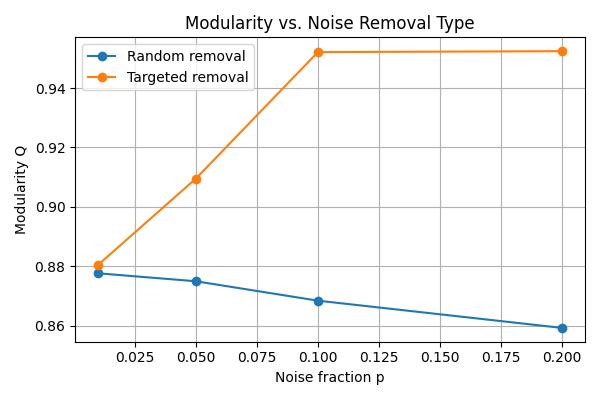 Modularity vs. Noise Removal Type
Random removal
Targeted removal
Modularity Q
0.94
0.92
0.90
0.88
0.86
0.025 0.050 0.075 0.100 0.125 0.150 0.175 0.200
Noise fraction p